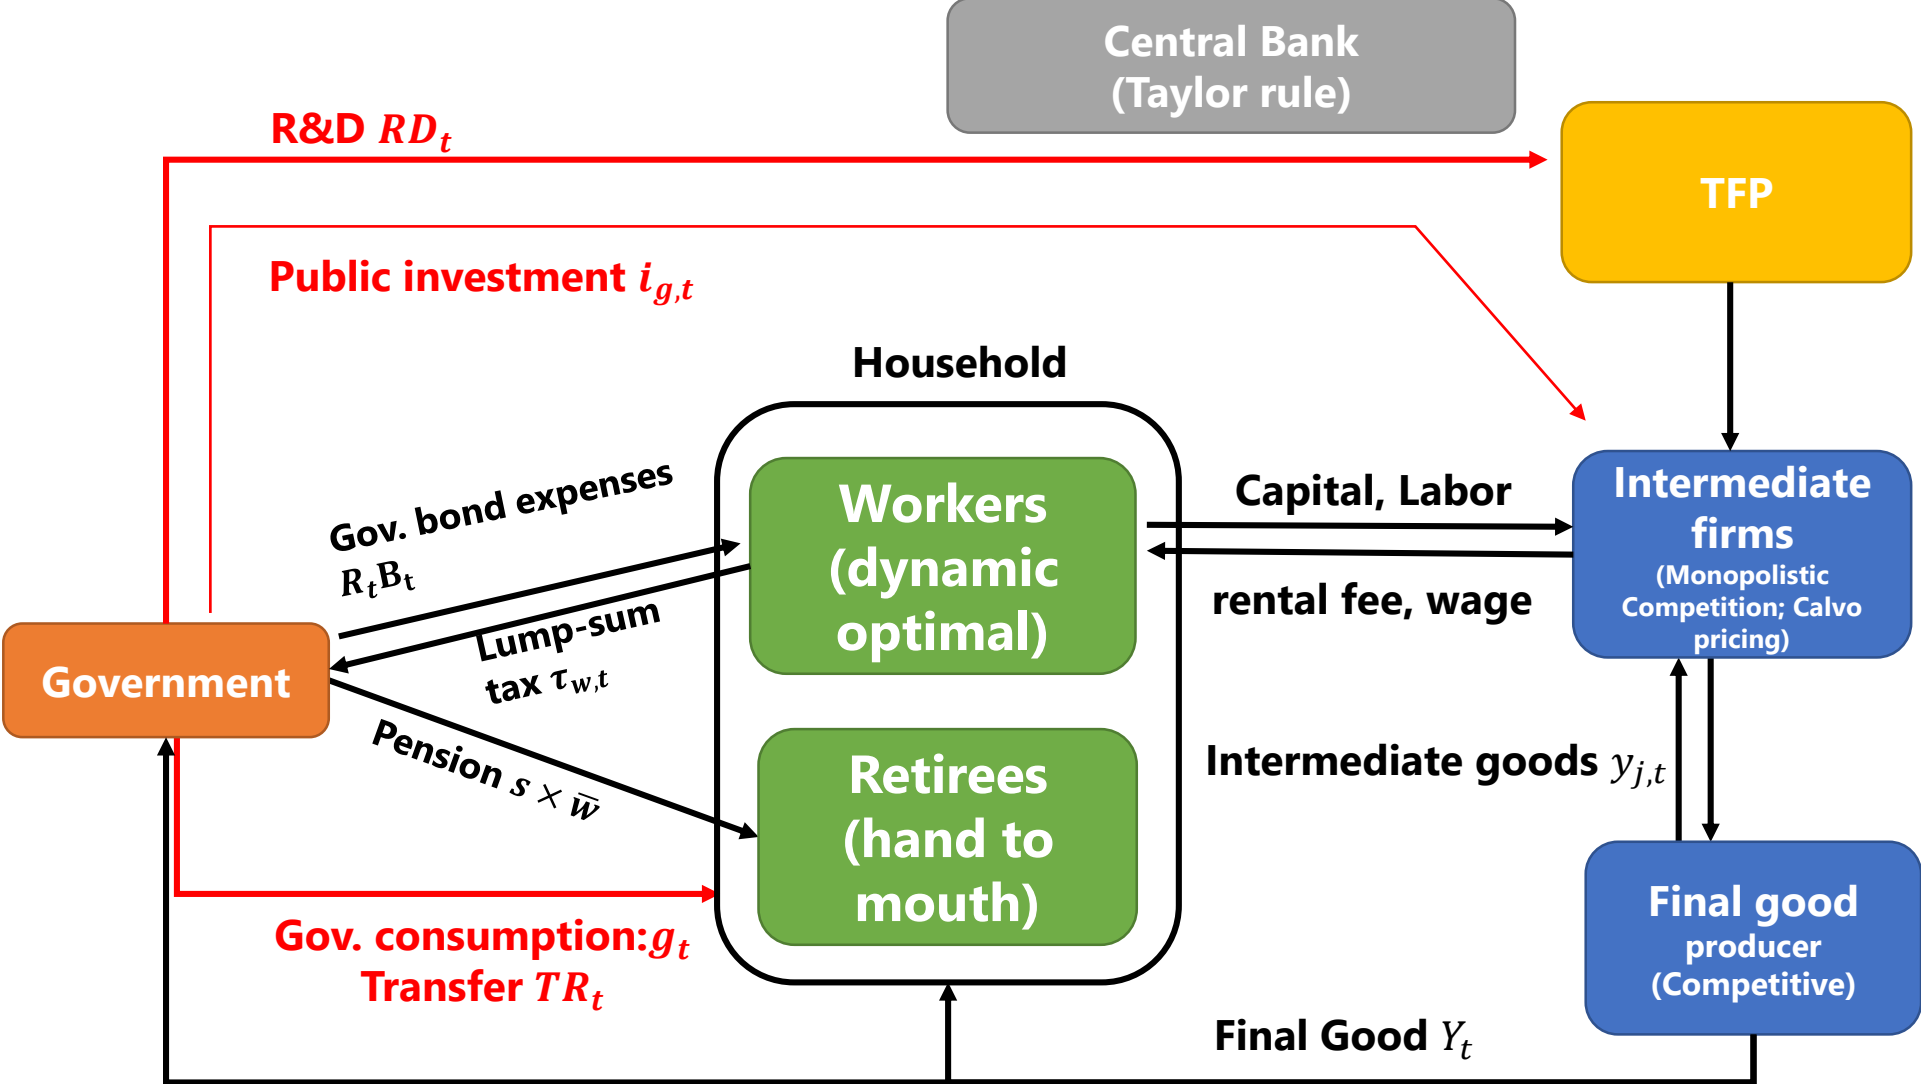 Central Bank
(Taylor rule)
R&D RD_t
TFP
Public investment i_{g,t}
Household
Gov. bond expenses
R_tB_t
Workers
(dynamic
optimal)
Capital, Labor
rental fee, wage
Intermediate
firms
(Monopolistic
Competition; Calvo
pricing)
Lump-sum
tax τ_{w,t}
Government
Pension s × w̅
Retirees
(hand to
mouth)
Intermediate goods y_{j,t}
Final good
producer
(Competitive)
Gov. consumption:g_t
Transfer TR_t
Final Good Y_t